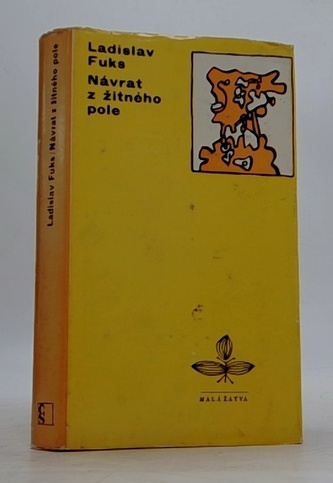 Ladislav
Fuks
Návrat
z žitného
pole
MALÁ ŽATVA
Ladislav Fuks/Návrat z žitného pole